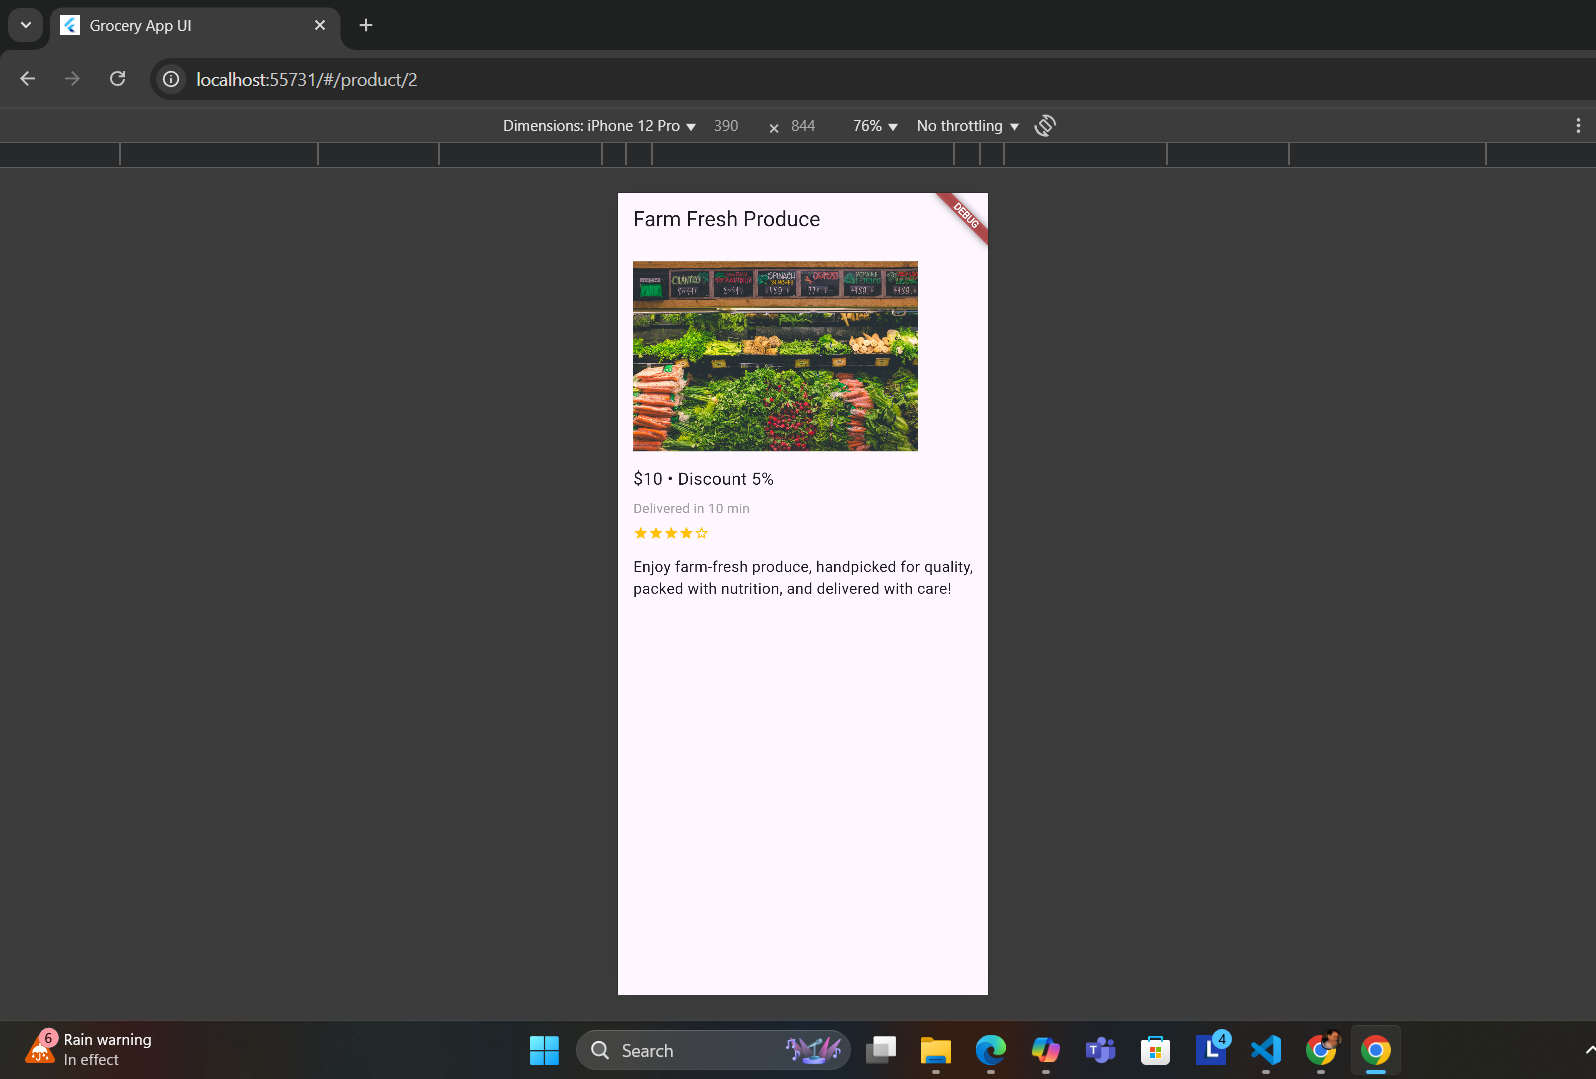 Grocery App UI
localhost:55731/#/product/2
Dimensions: iPhone 12 Pro 390 × 844 76% No throttling
Farm Fresh Produce
DEBUG
CILANTRO
SPINACH
$10 • Discount 5%
Delivered in 10 min
Enjoy farm-fresh produce, handpicked for quality,
packed with nutrition, and delivered with care!
6
Rain warning
In effect
Search
T
L
4